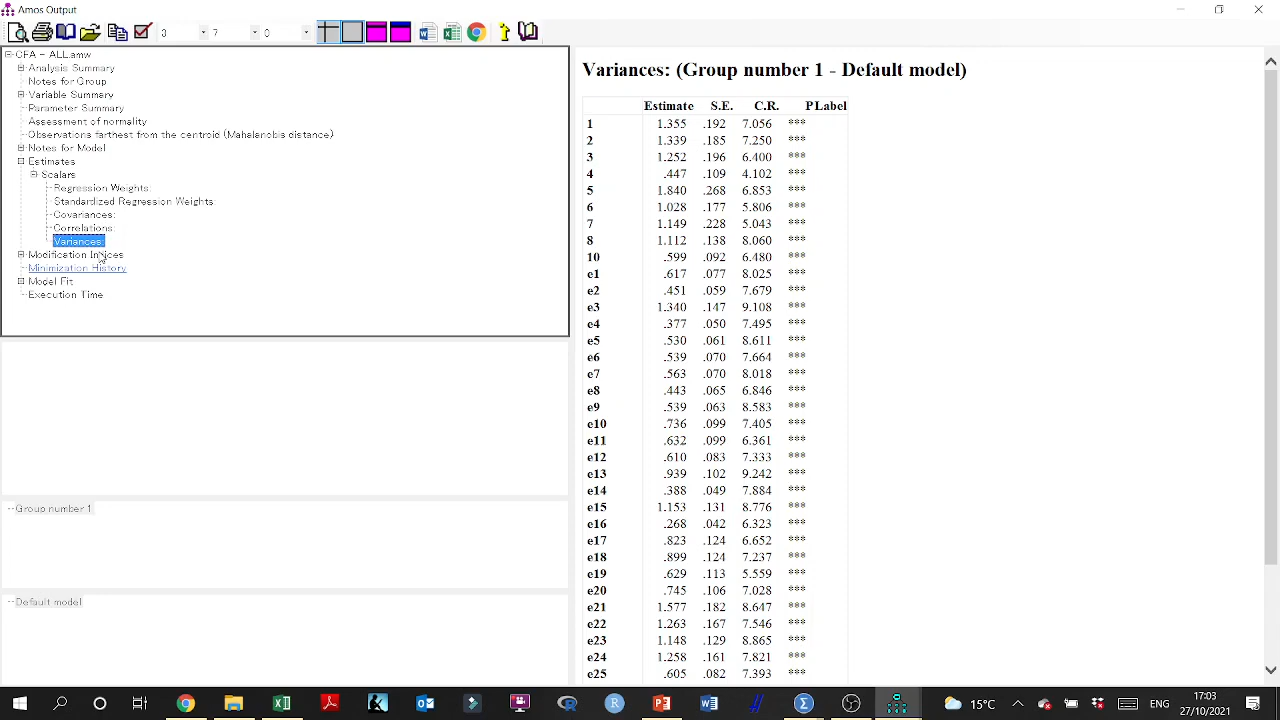 Amos Output
3 7 0
CFA - ALL.amw
Analysis Summary
Notes for Group
Variable Summary
Parameter Summary
Assessment of normality
Observations farthest from the centroid (Mahalanobis distance)
Notes for Model
Estimates
Scalars
Regression Weights:
Standardized Regression Weights
Covariances:
Correlations:
Variances:
Modification Indices
Minimization History
Model Fit
Execution Time
Group number 1
Default model
Variances: (Group number 1 - Default model)
Estimate S.E. C.R. P Label
1 1.355 .192 7.056 ***
2 1.339 .185 7.250 ***
3 1.252 .196 6.400 ***
4 .447 .109 4.102 ***
5 1.840 .268 6.853 ***
6 1.028 .177 5.806 ***
7 1.149 .228 5.043 ***
8 1.112 .138 8.060 ***
10 .599 .092 6.480 ***
e1 .617 .077 8.025 ***
e2 .451 .059 7.679 ***
e3 1.340 .147 9.108 ***
e4 .377 .050 7.495 ***
e5 .530 .061 8.611 ***
e6 .539 .070 7.664 ***
e7 .563 .070 8.018 ***
e8 .443 .065 6.846 ***
e9 .539 .063 8.583 ***
e10 .736 .099 7.405 ***
e11 .632 .099 6.361 ***
e12 .610 .083 7.333 ***
e13 .939 .102 9.242 ***
e14 .388 .049 7.884 ***
e15 1.153 .131 8.776 ***
e16 .268 .042 6.323 ***
e17 .823 .124 6.652 ***
e18 .899 .124 7.237 ***
e19 .629 .113 5.559 ***
e20 .745 .106 7.028 ***
e21 1.577 .182 8.647 ***
e22 1.263 .167 7.546 ***
e23 1.148 .129 8.865 ***
e24 1.258 .161 7.821 ***
e25 .605 .082 7.393 ***
15°C ENG 17:03
27/10/2021